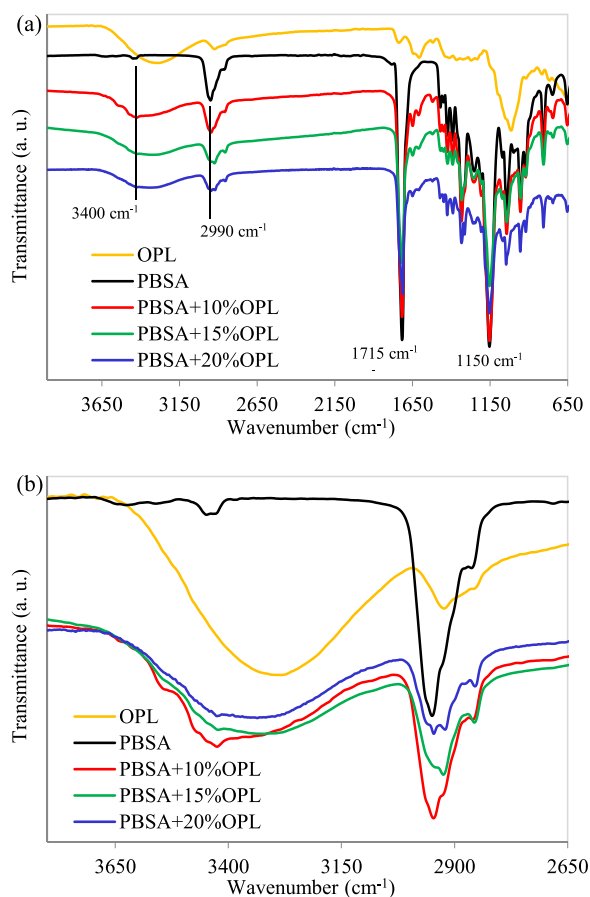 (a)
Transmittance (a. u.)
3400 cm-1
2990 cm-1
OPL
PBSA
PBSA+10%OPL
PBSA+15%OPL
PBSA+20%OPL
1715 cm-1
1150 cm-1
3650 3150 2650 2150 1650 1150 650
Wavenumber (cm-1)
(b)
Transmittance (a. u.)
OPL
PBSA
PBSA+10%OPL
PBSA+15%OPL
PBSA+20%OPL
3650 3400 3150 2900 2650
Wavenumber (cm-1)